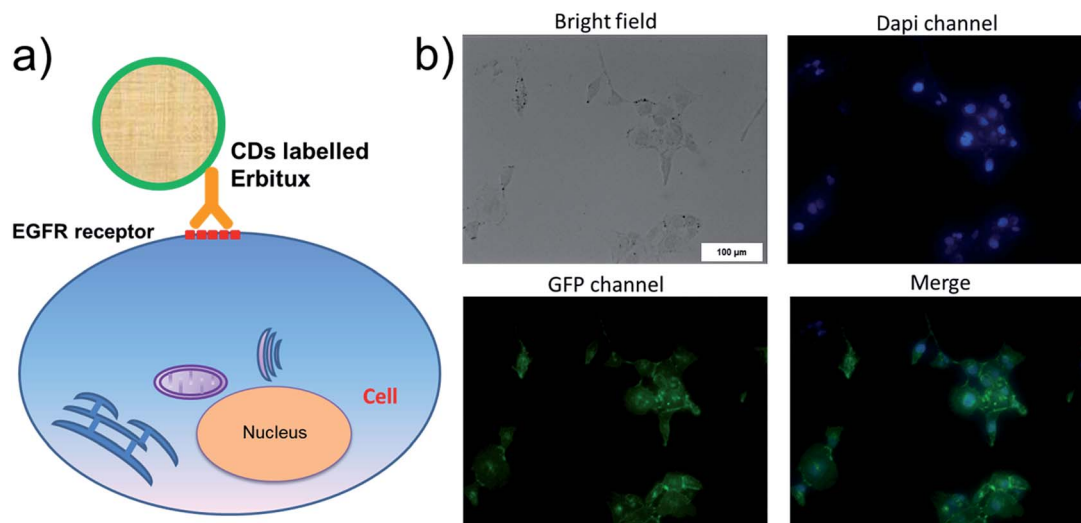 a)
CDs labelled
Erbitux
EGFR receptor
Cell
Nucleus
b)
Bright field
Dapi channel
100 µm
GFP channel
Merge